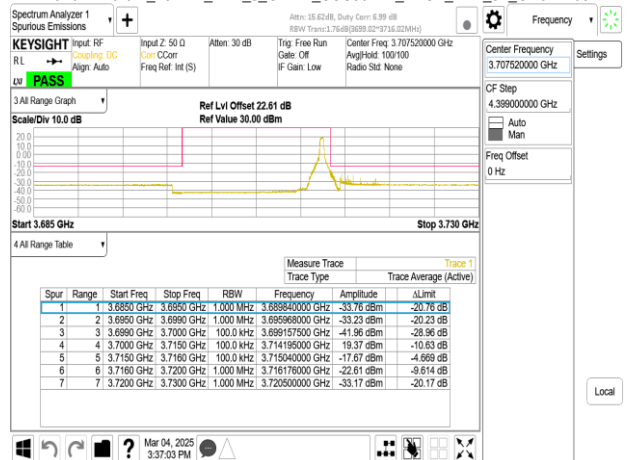 Spectrum Analyzer 1
Spurious Emissions
Attn: 15.62dB, Duty Corr: 6.99 dB
RBW Trans:1.76dB(3699.02~3716.02MHz)
Frequency
Settings
KEYSIGHT
RL
LXI
PASS
Input: RF
Coupling: DC
Align: Auto
Input Z: 50 Ω
Corr CCorr
Freq Ref: Int (S)
Atten: 30 dB
Trig: Free Run
Gate: Off
IF Gain: Low
Center Freq: 3.707520000 GHz
Avg|Hold: 100/100
Radio Std: None
Center Frequency
3.707520000 GHz
CF Step
4.399000000 GHz
Auto
Man
Freq Offset
0 Hz
Local
3 All Range Graph
Scale/Div 10.0 dB
Ref Lvl Offset 22.61 dB
Ref Value 30.00 dBm
20.0
10.0
0.00
-10.0
-20.0
-30.0
-40.0
-50.0
-60.0
Start 3.685 GHz
Stop 3.730 GHz
4 All Range Table
Measure Trace Trace 1
Trace Type Trace Average (Active)
Spur Range Start Freq Stop Freq RBW Frequency Amplitude ΔLimit
1 1 3.6850 GHz 3.6950 GHz 1.000 MHz 3.689840000 GHz -33.76 dBm -20.76 dB
2 2 3.6950 GHz 3.6990 GHz 1.000 MHz 3.695968000 GHz -33.23 dBm -20.23 dB
3 3 3.6990 GHz 3.7000 GHz 100.0 kHz 3.699157500 GHz -41.96 dBm -28.96 dB
4 4 3.7000 GHz 3.7150 GHz 100.0 kHz 3.714195000 GHz 19.37 dBm -10.63 dB
5 5 3.7150 GHz 3.7160 GHz 100.0 kHz 3.715040000 GHz -17.67 dBm -4.669 dB
6 6 3.7160 GHz 3.7200 GHz 1.000 MHz 3.716176000 GHz -22.61 dBm -9.614 dB
7 7 3.7200 GHz 3.7300 GHz 1.000 MHz 3.720500000 GHz -33.17 dBm -20.17 dB
Mar 04, 2025
3:37:03 PM